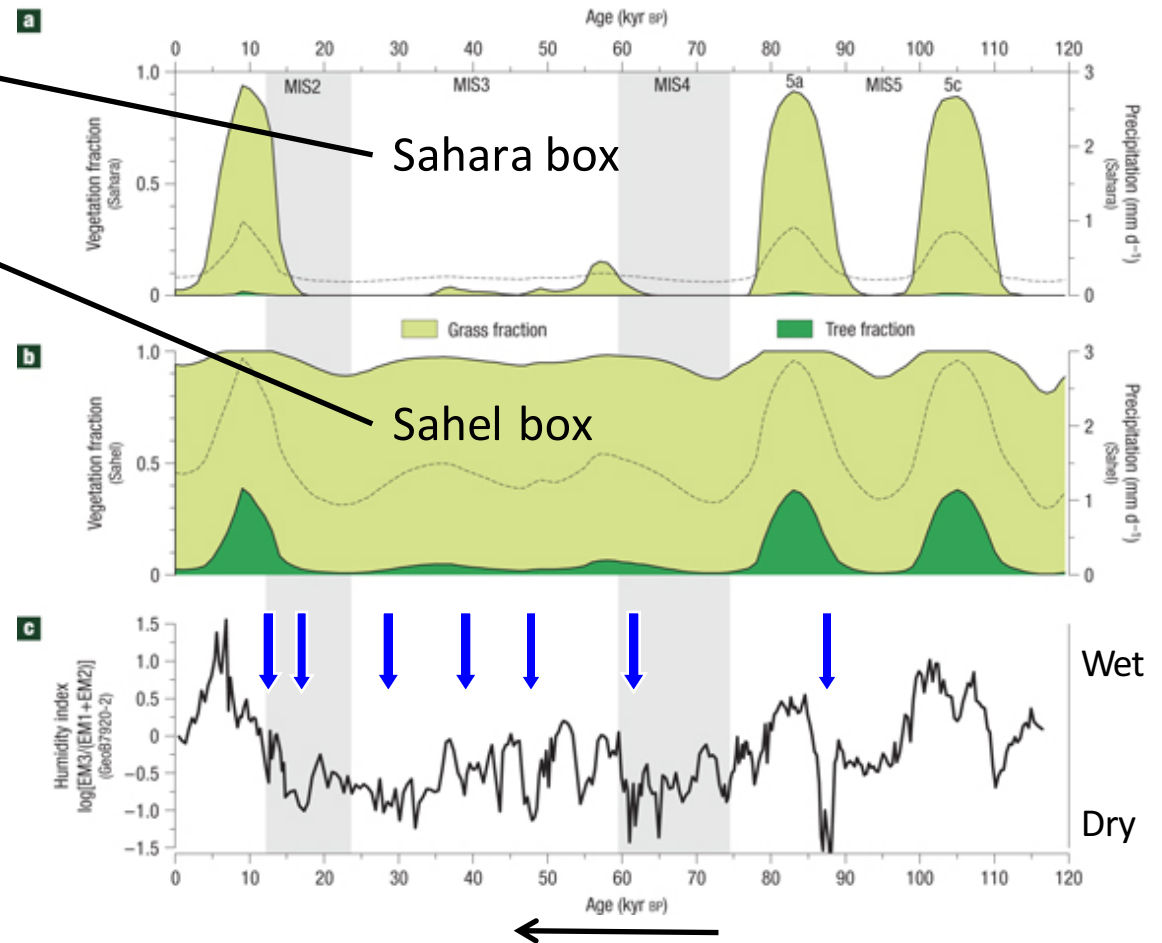 a
Age (kyr BP)
0 10 20 30 40 50 60 70 80 90 100 110 120
1.0
0.5
0
Vegetation fraction
(Sahara)
MIS2 MIS3 MIS4 5a MIS5 5c
Sahara box
3
2
1
0
Precipitation (mm d⁻¹)
(Sahara)
Grass fraction
Tree fraction
b
1.0
0.5
0
Vegetation fraction
(Sahel)
Sahel box
3
2
1
0
Precipitation (mm d⁻¹)
(Sahel)
c
1.5
1.0
0.5
0
−0.5
−1.0
−1.5
Humidity index
log[EM3/(EM1+EM2)]
(GeoB7920-2)
Wet
Dry
0 10 20 30 40 50 60 70 80 90 100 110 120
Age (kyr BP)